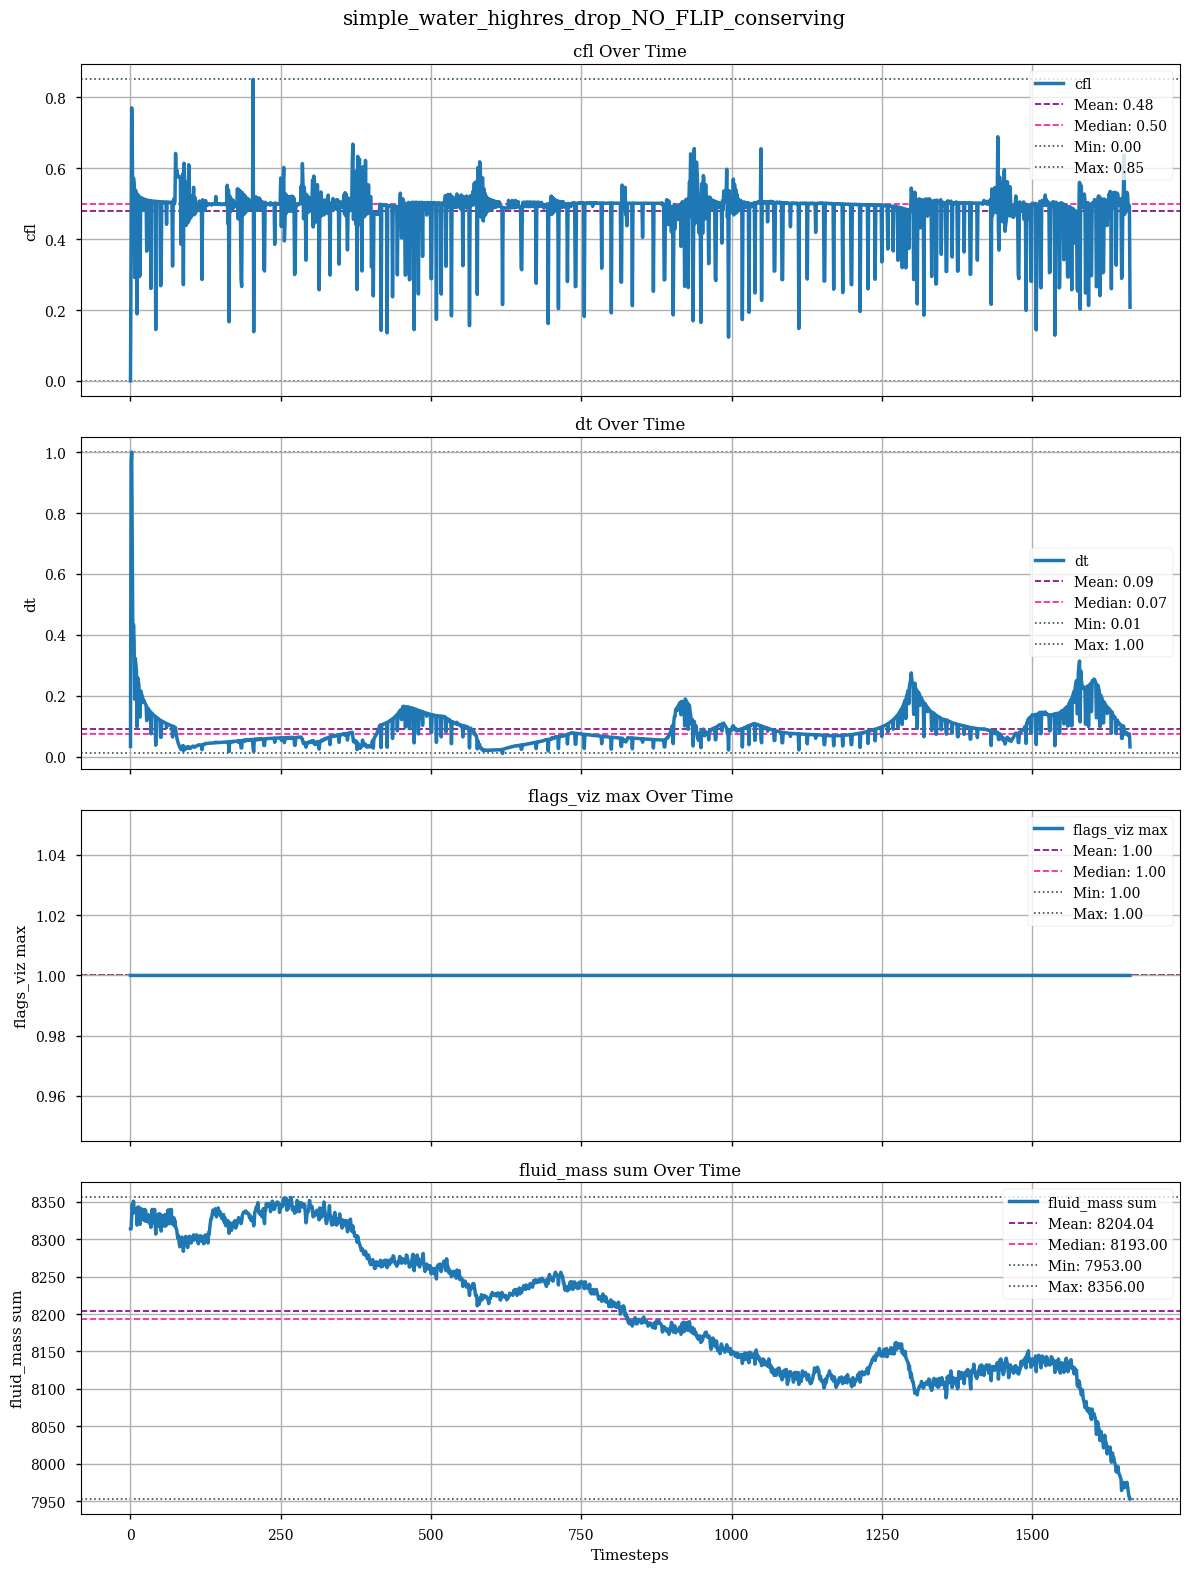 simple_water_highres_drop_NO_FLIP_conserving
cfl Over Time
cfl
0.8
0.6
0.4
0.2
0.0
cfl
Mean: 0.48
Median: 0.50
Min: 0.00
Max: 0.85
dt Over Time
dt
1.0
0.8
0.6
0.4
0.2
0.0
dt
Mean: 0.09
Median: 0.07
Min: 0.01
Max: 1.00
flags_viz max Over Time
flags_viz max
1.04
1.02
1.00
0.98
0.96
flags_viz max
Mean: 1.00
Median: 1.00
Min: 1.00
Max: 1.00
fluid_mass sum Over Time
fluid_mass sum
8350
8300
8250
8200
8150
8100
8050
8000
7950
fluid_mass sum
Mean: 8204.04
Median: 8193.00
Min: 7953.00
Max: 8356.00
0 250 500 750 1000 1250 1500
Timesteps